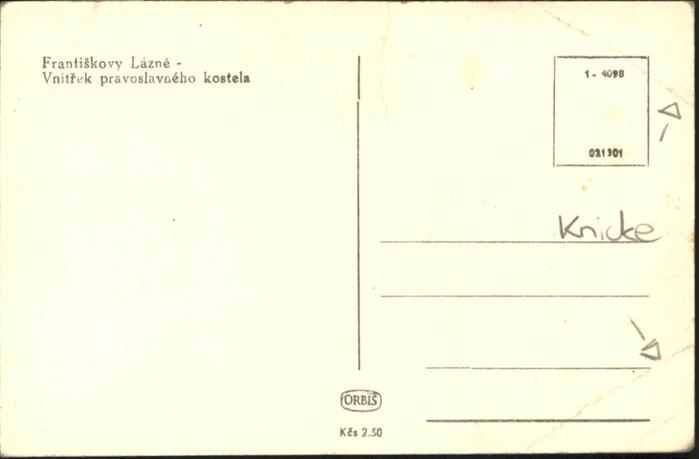 Františkovy Lázně -
Vnitřek pravoslavného kostela
1 - 4098
021301
Knicke
ORBIS
Kčs 2.50